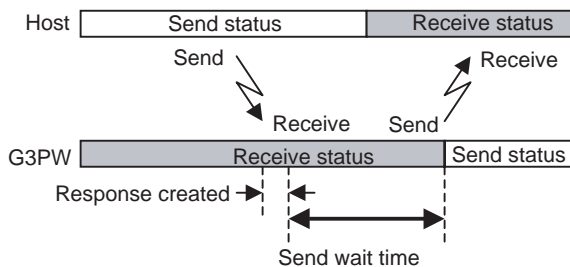 Host Send status Receive status
Send Receive
Receive Send
G3PW Receive status Send status
Response created
Send wait time